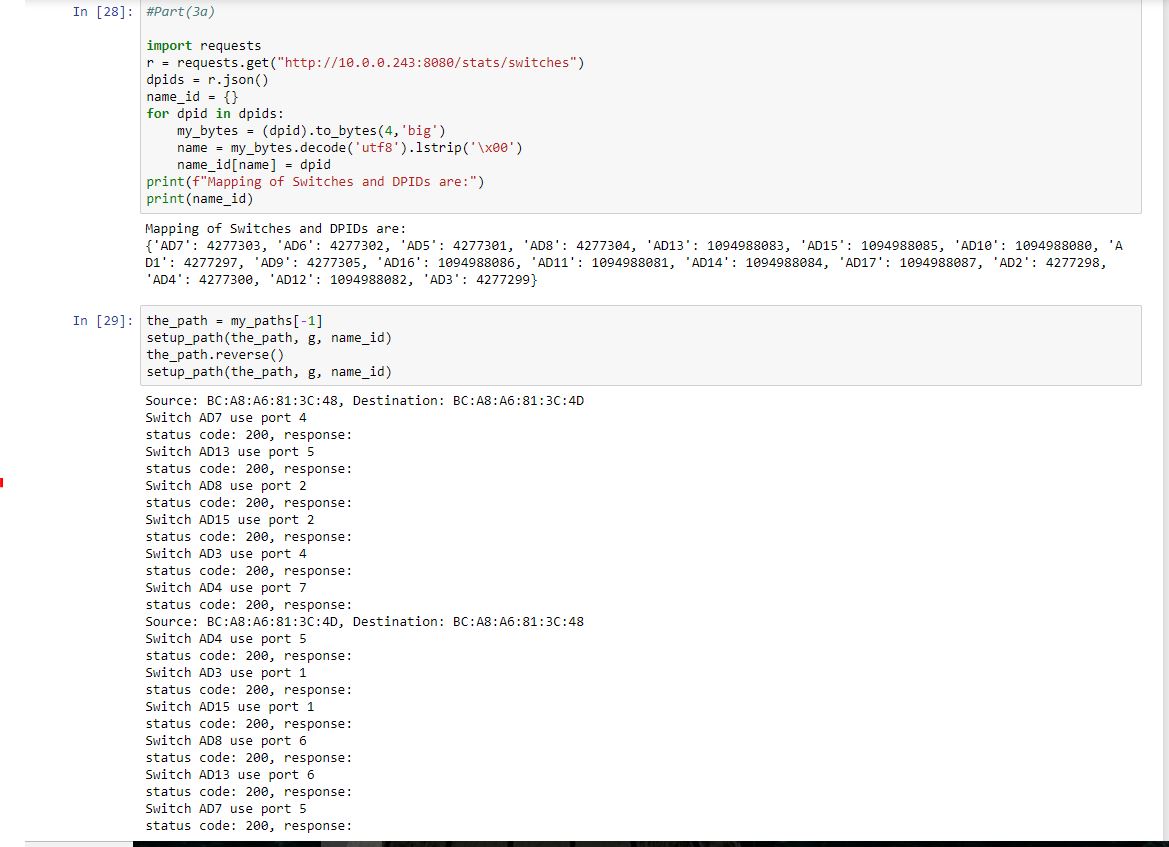 In [28]: #Part(3a)
import requests
r = requests.get("http://10.0.0.243:8080/stats/switches")
dpids = r.json()
name_id = {}
for dpid in dpids:
    my_bytes = (dpid).to_bytes(4,'big')
    name = my_bytes.decode('utf8').lstrip('\x00')
    name_id[name] = dpid
print(f"Mapping of Switches and DPIDs are:")
print(name_id)
Mapping of Switches and DPIDs are:
{'AD7': 4277303, 'AD6': 4277302, 'AD5': 4277301, 'AD8': 4277304, 'AD13': 1094988083, 'AD15': 1094988085, 'AD10': 1094988080, 'A
D1': 4277297, 'AD9': 4277305, 'AD16': 1094988086, 'AD11': 1094988081, 'AD14': 1094988084, 'AD17': 1094988087, 'AD2': 4277298,
'AD4': 4277300, 'AD12': 1094988082, 'AD3': 4277299}
In [29]: the_path = my_paths[-1]
setup_path(the_path, g, name_id)
the_path.reverse()
setup_path(the_path, g, name_id)
Source: BC:A8:A6:81:3C:48, Destination: BC:A8:A6:81:3C:4D
Switch AD7 use port 4
status code: 200, response:
Switch AD13 use port 5
status code: 200, response:
Switch AD8 use port 2
status code: 200, response:
Switch AD15 use port 2
status code: 200, response:
Switch AD3 use port 4
status code: 200, response:
Switch AD4 use port 7
status code: 200, response:
Source: BC:A8:A6:81:3C:4D, Destination: BC:A8:A6:81:3C:48
Switch AD4 use port 5
status code: 200, response:
Switch AD3 use port 1
status code: 200, response:
Switch AD15 use port 1
status code: 200, response:
Switch AD8 use port 6
status code: 200, response:
Switch AD13 use port 6
status code: 200, response:
Switch AD7 use port 5
status code: 200, response: